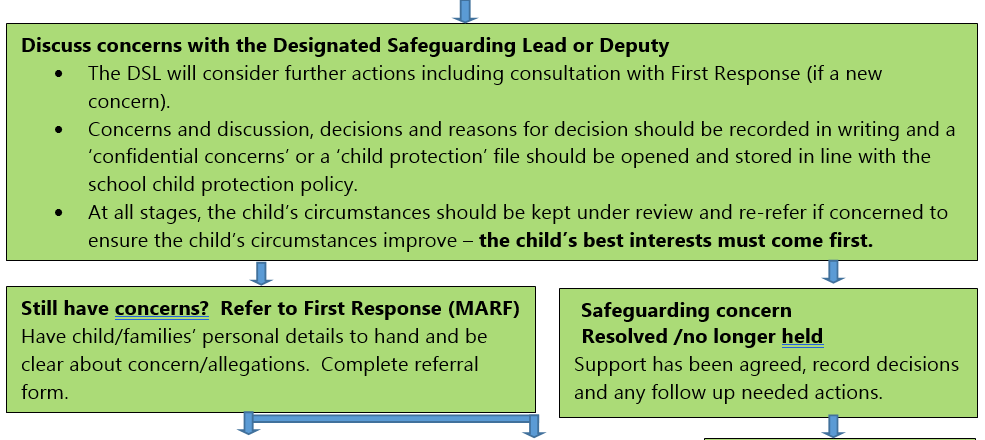 Discuss concerns with the Designated Safeguarding Lead or Deputy
• The DSL will consider further actions including consultation with First Response (if a new
concern).
• Concerns and discussion, decisions and reasons for decision should be recorded in writing and a
‘confidential concerns’ or a ‘child protection’ file should be opened and stored in line with the
school child protection policy.
• At all stages, the child’s circumstances should be kept under review and re-refer if concerned to
ensure the child’s circumstances improve – the child´s best interests must come first.
Still have concerns? Refer to First Response (MARF)
Have child/families’ personal details to hand and be
clear about concern/allegations. Complete referral
form.
Safeguarding concern
Resolved /no longer held
Support has been agreed, record decisions
and any follow up needed actions.